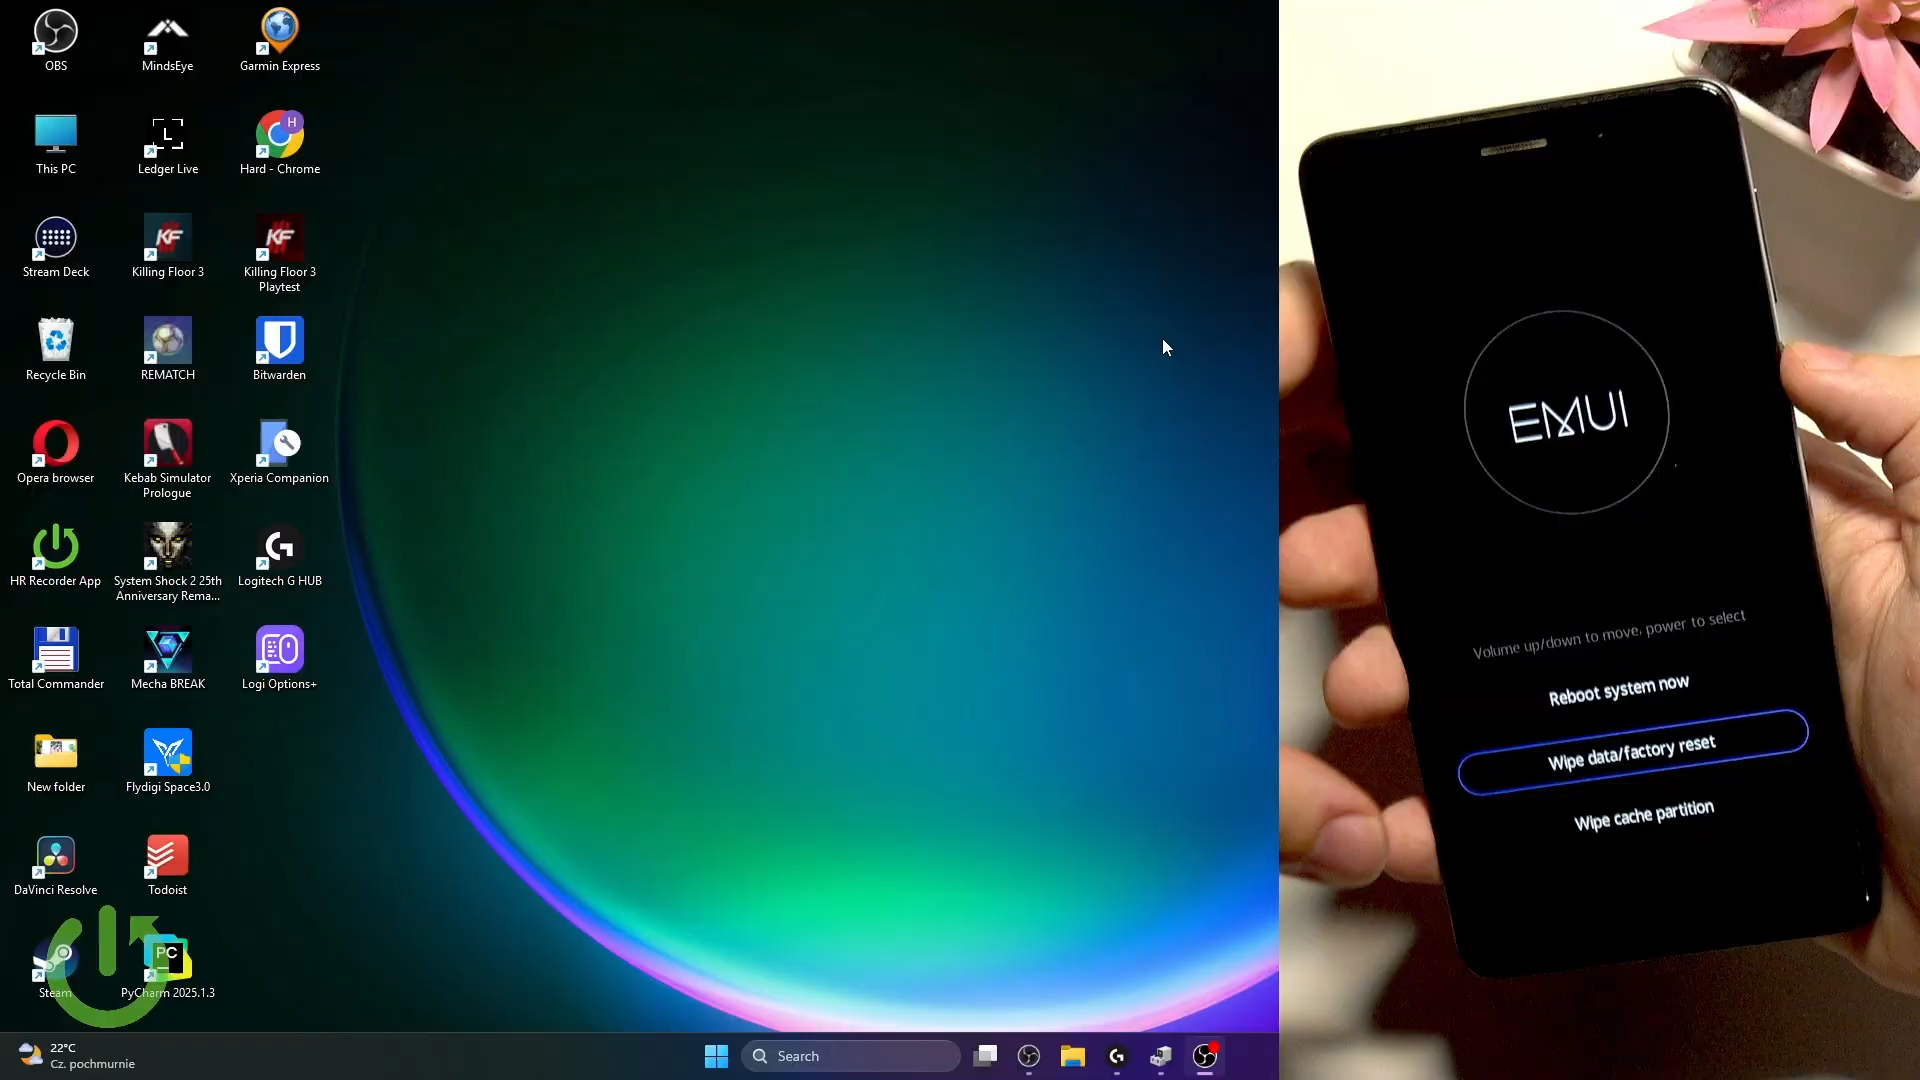 OBS
MindsEye
Garmin Express
This PC
Ledger Live
H
Hard - Chrome
Stream Deck
KF
Killing Floor 3
KF
Killing Floor 3
Playtest
Recycle Bin
REMATCH
Bitwarden
Opera browser
Kebab Simulator
Prologue
Xperia Companion
HR Recorder App
System Shock 2 25th
Anniversary Rema...
Logitech G HUB
Total Commander
Mecha BREAK
Logi Options+
New folder
Flydigi Space3.0
DaVinci Resolve
Todoist
Steam
PC
PyCharm 2025.1.3
22°C
Cz. pochmurnie
Search
EMUI
Volume up/down to move, power to select
Reboot system now
Wipe data/factory reset
Wipe cache partition